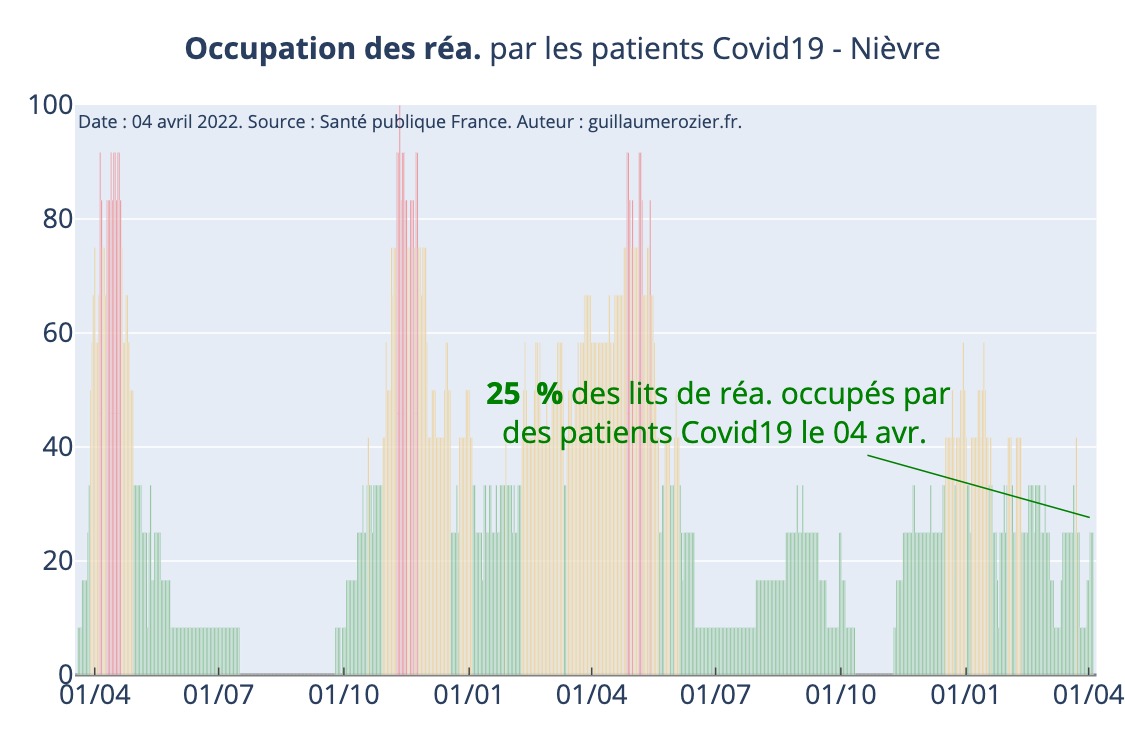 Occupation des réa. par les patients Covid19 - Nièvre
100
Date : 04 avril 2022. Source : Santé publique France. Auteur : guillaumerozier.fr.
80
60
25 % des lits de réa. occupés par
des patients Covid19 le 04 avr.
40
20
0
01/04 01/07 01/10 01/01 01/04 01/07 01/10 01/01 01/04